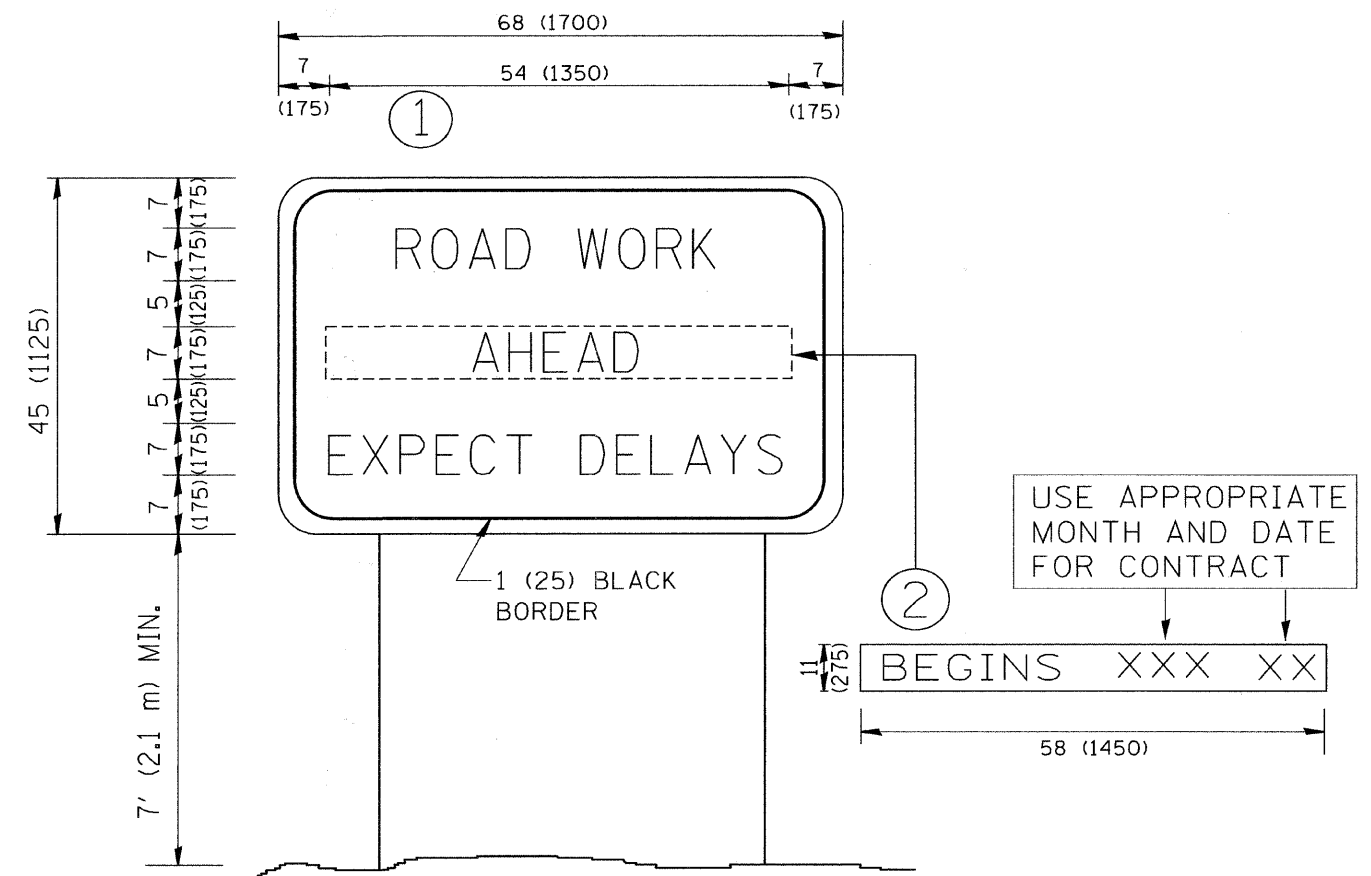 68 (1700)
7
54 (1350)
7
(175)
(175)
1
45 (1125)
7
(175)
7
(175)
5
(125)
7
(175)
5
(125)
7
(175)
7
(175)
ROAD WORK
AHEAD
EXPECT DELAYS
1 (25) BLACK
BORDER
7' (2.1 m) MIN.
2
USE APPROPRIATE
MONTH AND DATE
FOR CONTRACT
11
(275)
BEGINS XXX XX
58 (1450)